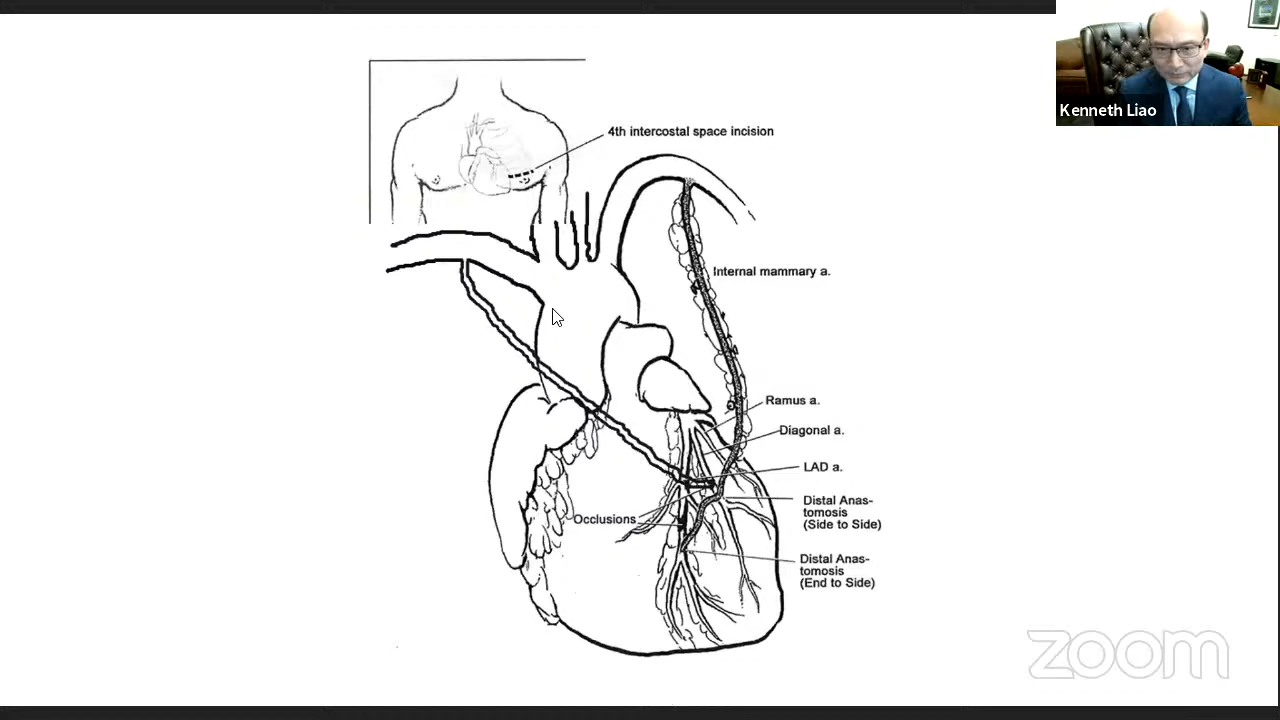 Kenneth Liao
4th intercostal space incision
Internal mammary a.
Ramus a.
Diagonal a.
LAD a.
Distal Anas-
tomosis
(Side to Side)
Occlusions
Distal Anas-
tomosis
(End to Side)
zoom